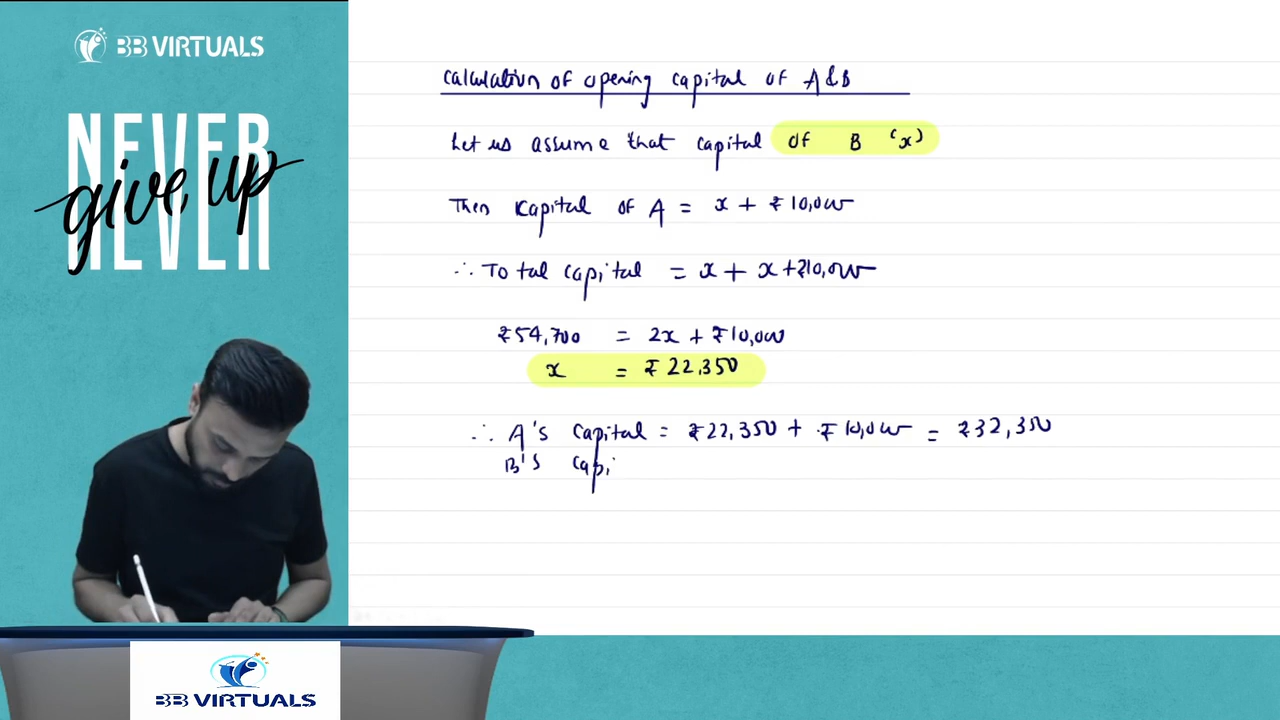 BB VIRTUALS
NEVER
give up
NEVER
Calculation of opening capital of A&B
Let us assume that capital of B (x)
Then Kapital of A = x + ₹10,000
∴ Total capital = x + x+₹10,000
₹54,700 = 2x + ₹10,000
x = ₹22,350
∴ A's capital = ₹22,350 + ₹10,000 = ₹32,350
B's capi
BB VIRTUALS